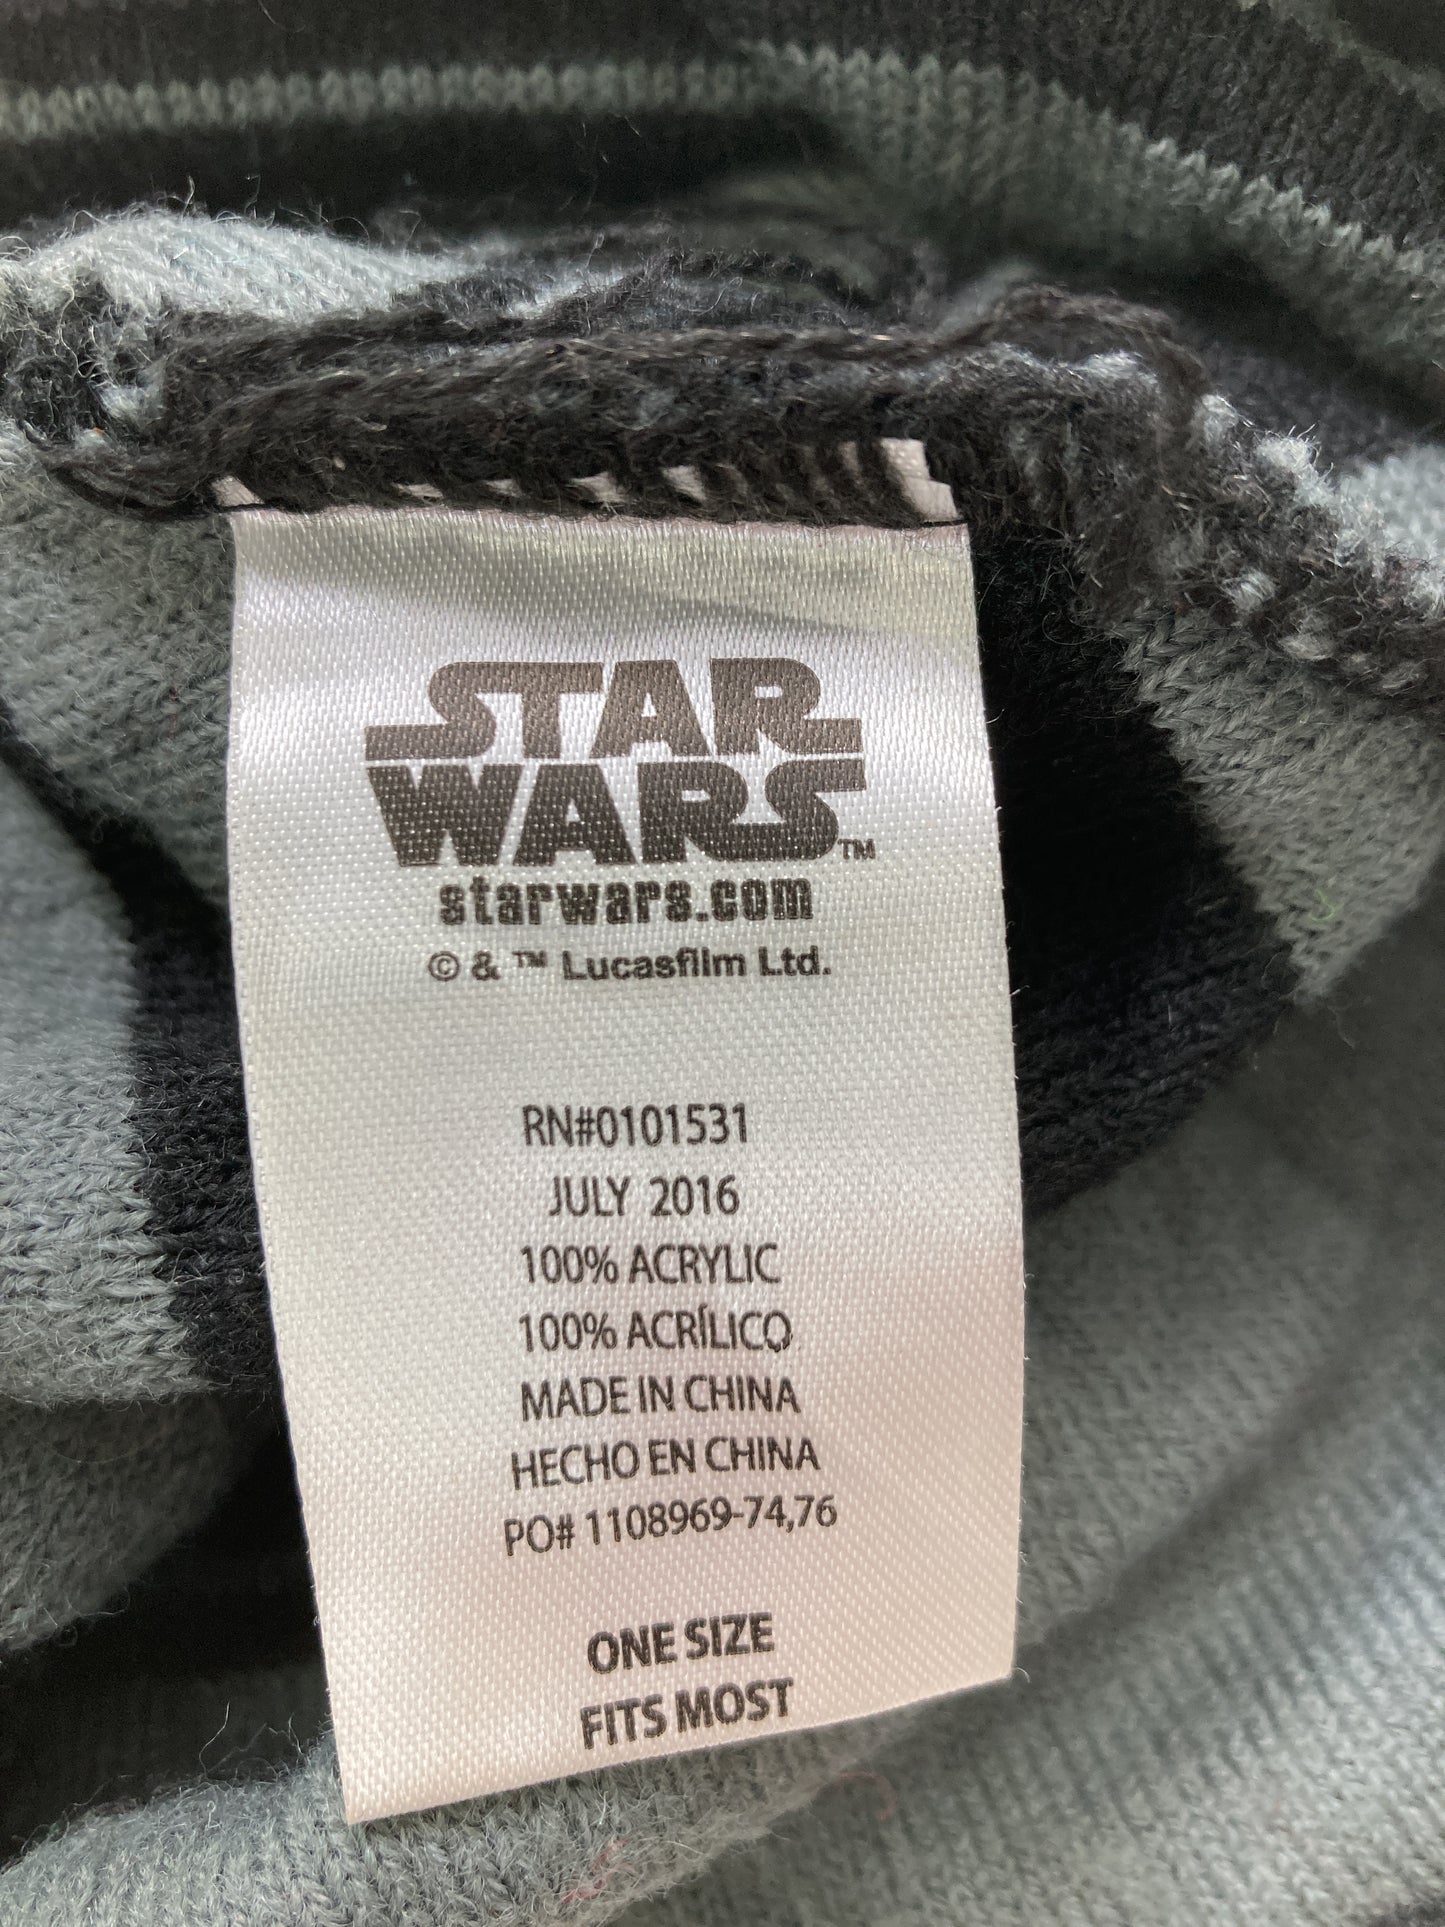 STAR
WARS™
starwars.com
© & ™ Lucasfilm Ltd.
RN#0101531
JULY 2016
100% ACRYLIC
100% ACRÍLICO
MADE IN CHINA
HECHO EN CHINA
PO# 1108969-74,76
ONE SIZE
FITS MOST